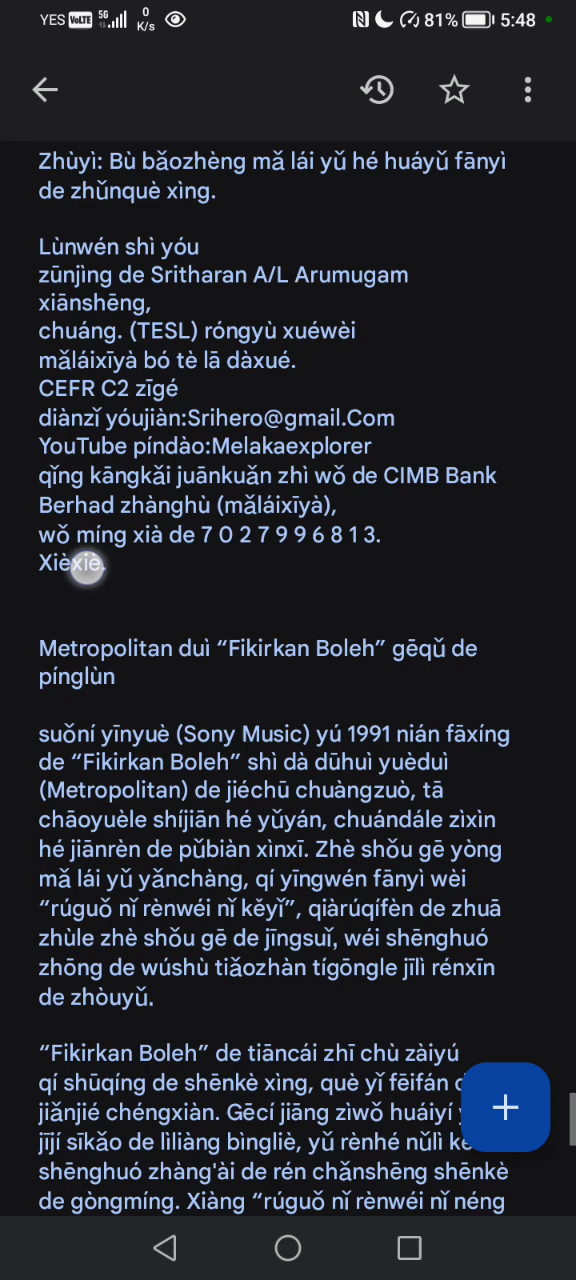 YES VoLTE 5G 0 K/s 81% 5:48
Zhùyì: Bù bǎozhèng mǎ lái yǔ hé huáyǔ fānyì
de zhǔnquè xìng.
Lùnwén shì yóu
zūnjìng de Sritharan A/L Arumugam
xiānshēng,
chuáng. (TESL) róngyù xuéwèi
mǎláixīyà bó tè lā dàxué.
CEFR C2 zīgé
diànzǐ yóujiàn:Srihero@gmail.Com
YouTube píndào:Melakaexplorer
qǐng kāngkǎi juānkuǎn zhì wǒ de CIMB Bank
Berhad zhànghù (mǎláixīyà),
wǒ míng xià de 7 0 2 7 9 9 6 8 1 3.
Xièxiè.
Metropolitan duì “Fikirkan Boleh” gēqǔ de
pínglùn
suǒní yīnyuè (Sony Music) yú 1991 nián fāxíng
de “Fikirkan Boleh” shì dà dūhuì yuèduì
(Metropolitan) de jiéchū chuàngzuò, tā
chāoyuèle shíjiān hé yǔyán, chuándále zìxìn
hé jiānrèn de pǔbiàn xìnxī. Zhè shǒu gē yòng
mǎ lái yǔ yǎnchàng, qí yīngwén fānyì wèi
“rúguǒ nǐ rènwéi nǐ kěyǐ”, qiàrúqífèn de zhuā
zhùle zhè shǒu gē de jīngsuǐ, wéi shēnghuó
zhōng de wúshù tiǎozhàn tígōngle jīlì rénxīn
de zhòuyǔ.
“Fikirkan Boleh” de tiāncái zhī chù zàiyú
qí shūqíng de shēnkè xìng, què yǐ fēifán
jiǎnjié chéngxiàn. Gēcí jiāng zìwǒ huáiyí
jījí sīkǎo de lìliàng bìngliè, yǔ rènhé nǔlì
shēnghuó zhàng'ài de rén chǎnshēng shēnkè
de gòngmíng. Xiàng “rúguǒ nǐ rènwéi nǐ néng